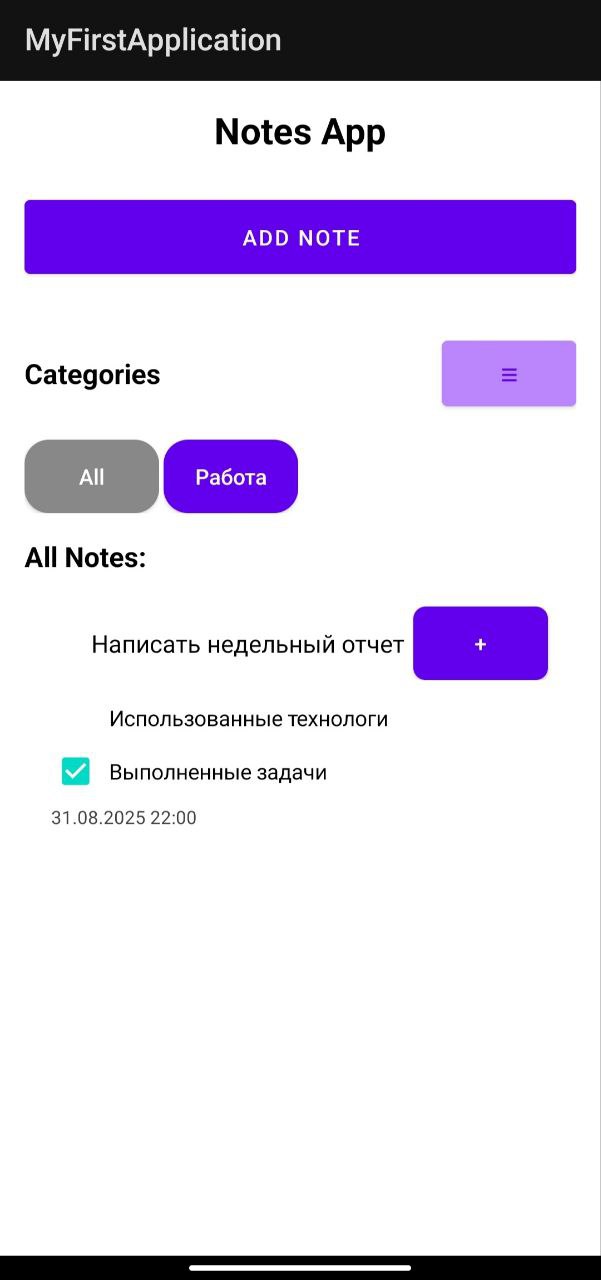 MyFirstApplication
Notes App
ADD NOTE
Categories
☰
All
Работа
All Notes:
Написать недельный отчет
+
Использованные технологи
Выполненные задачи
31.08.2025 22:00